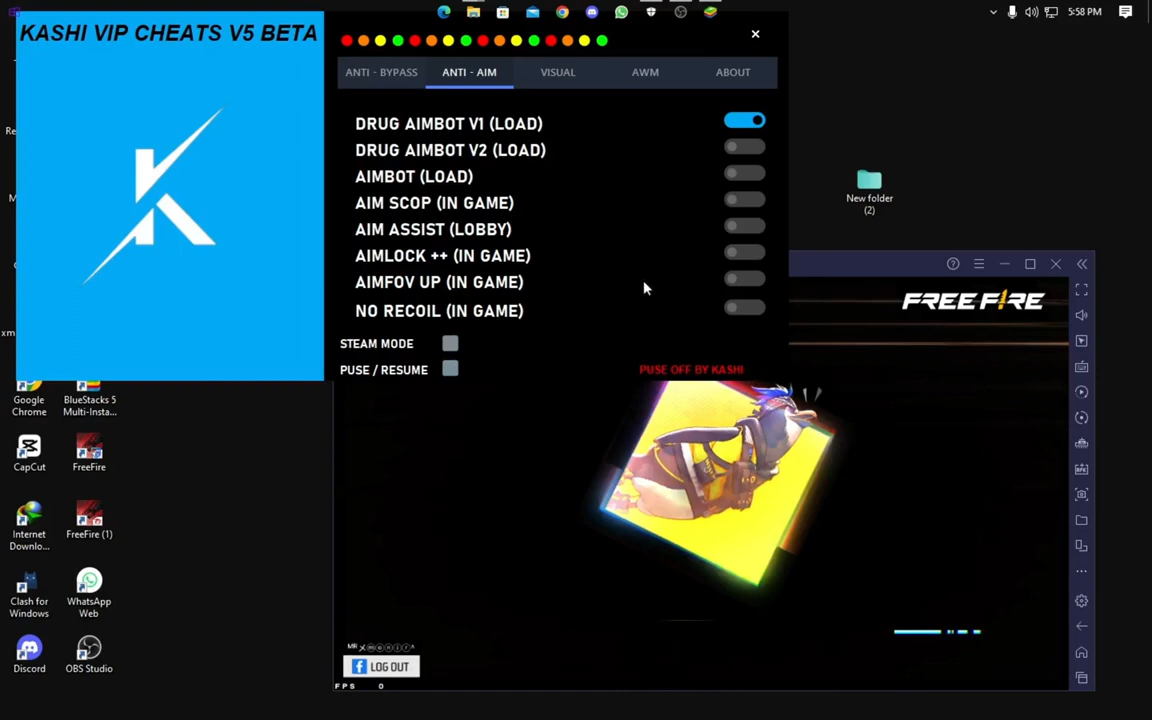 5:58 PM
KASHI VIP CHEATS V5 BETA
ANTI - BYPASS
ANTI - AIM
VISUAL
AWM
ABOUT
DRUG AIMBOT V1 (LOAD)
DRUG AIMBOT V2 (LOAD)
AIMBOT (LOAD)
AIM SCOP (IN GAME)
AIM ASSIST (LOBBY)
AIMLOCK ++ (IN GAME)
AIMFOV UP (IN GAME)
NO RECOIL (IN GAME)
STEAM MODE
PUSE / RESUME
PUSE OFF BY KASHI
New folder
(2)
FREE FIRE
Re
xm
Google
Chrome
BlueStacks 5
Multi-Insta...
CapCut
FreeFire
Internet
Downlo...
FreeFire (1)
Clash for
Windows
WhatsApp
Web
Discord
OBS Studio
LOG OUT
FPS 0